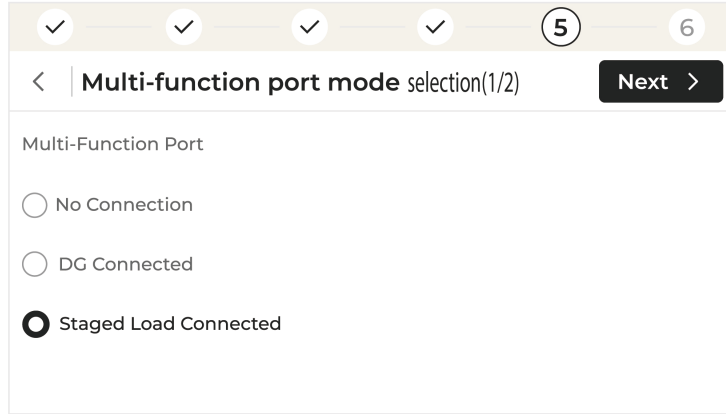 5 6
Multi-function port mode selection(1/2) Next
Multi-Function Port
No Connection
DG Connected
Staged Load Connected